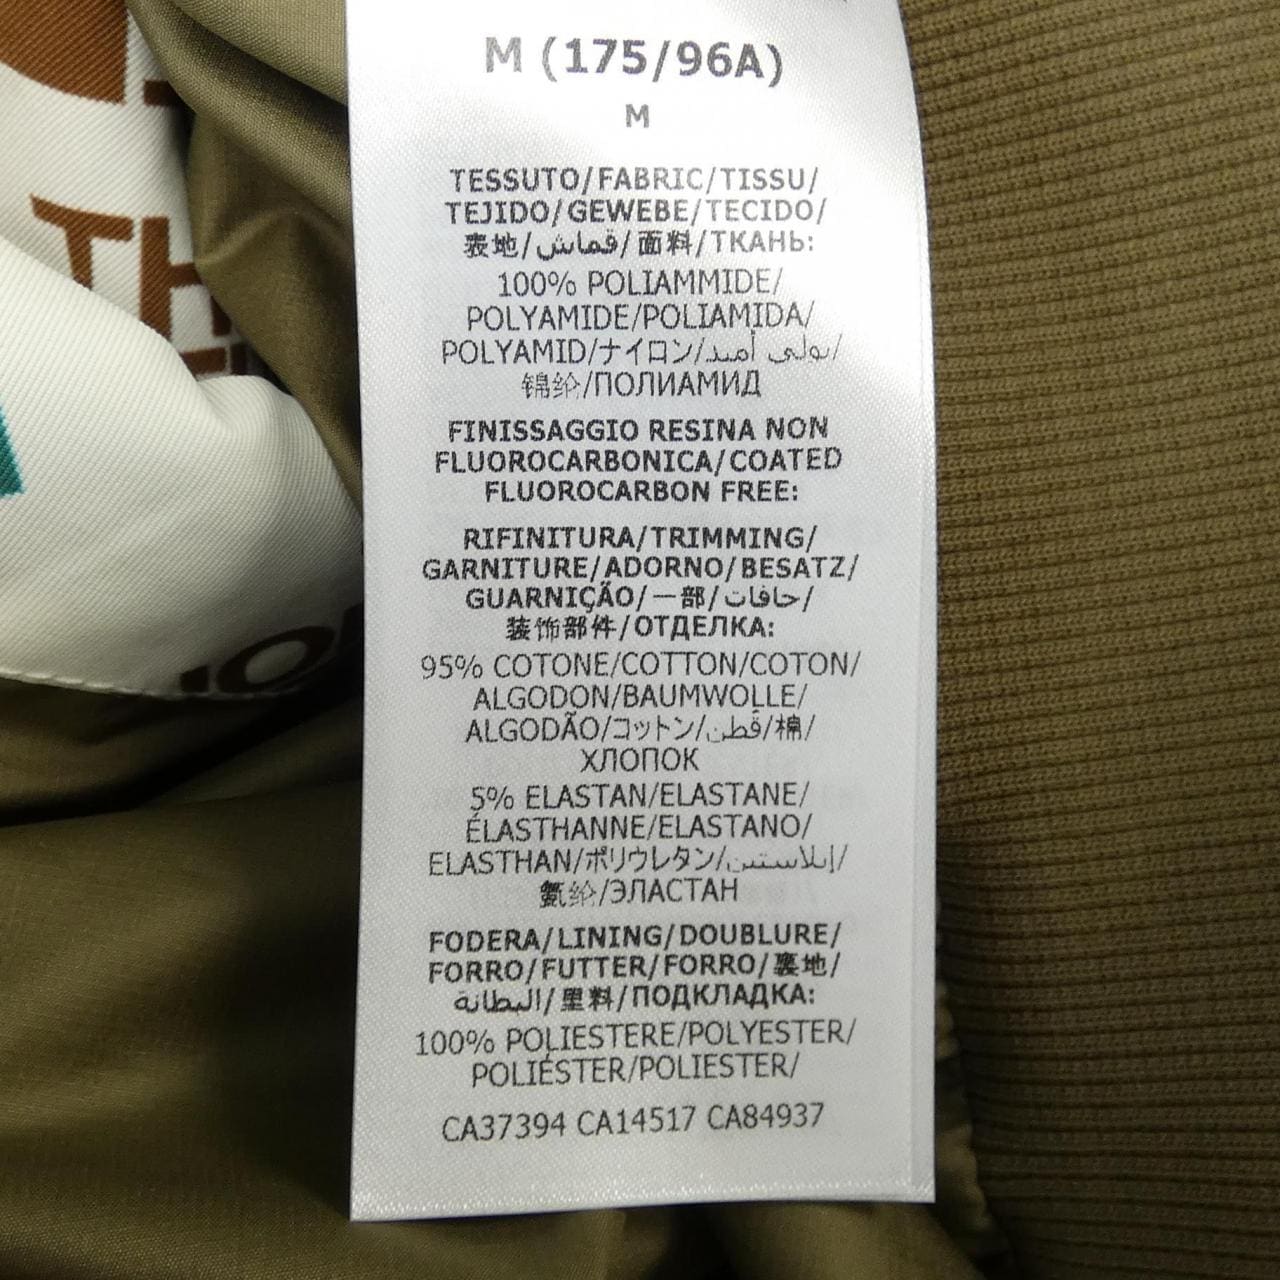 M (175/96A)
M
TESSUTO/FABRIC/TISSU/
TEJIDO/GEWEBE/TECIDO/
表地/قماش/面料/ТКАНЬ:
100% POLIAMMIDE/
POLYAMIDE/POLIAMIDA/
POLYAMID/ナイロン/بولي أميد/
锦纶/ПОЛИАМИД
FINISSAGGIO RESINA NON
FLUOROCARBONICA/COATED
FLUOROCARBON FREE:
RIFINITURA/TRIMMING/
GARNITURE/ADORNO/BESATZ/
GUARNIÇÃO/一部/حافات/
装饰部件/ОТДЕЛКА:
95% COTONE/COTTON/COTON/
ALGODON/BAUMWOLLE/
ALGODÃO/コットン/قطن/棉/
ХЛОПОК
5% ELASTAN/ELASTANE/
ÉLASTHANNE/ELASTANO/
ELASTHAN/ポリウレタン/إيلاستين/
氨纶/ЭЛАСТАН
FODERA/LINING/DOUBLURE/
FORRO/FUTTER/FORRO/裏地/
البطانة/里料/ПОДКЛАДКА:
100% POLIESTERE/POLYESTER/
POLIÉSTER/POLIESTER/
CA37394 CA14517 CA84937
TH